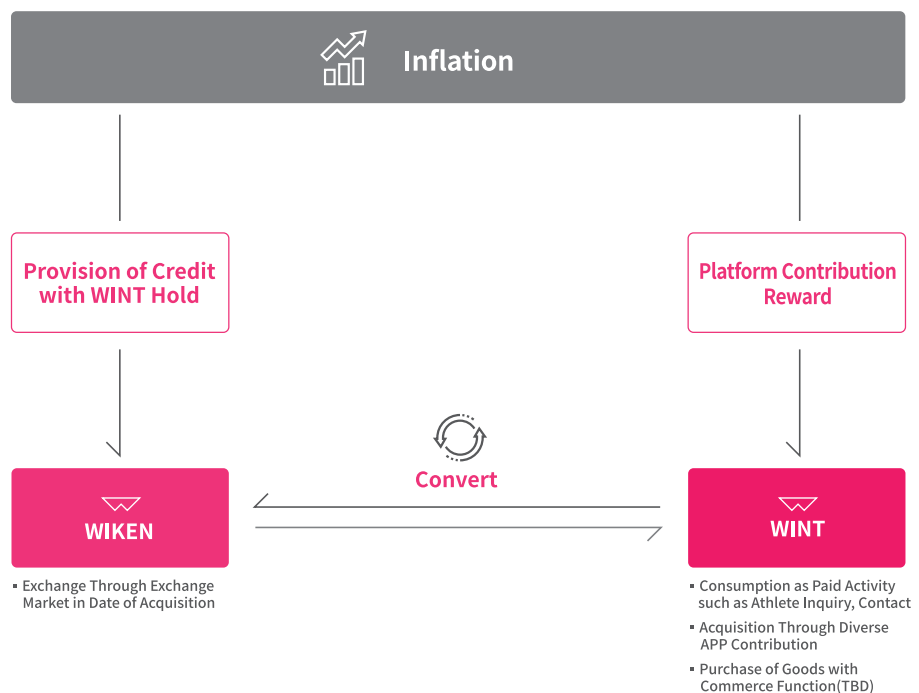 Inflation
Provision of Credit
with WINT Hold
Platform Contribution
Reward
Convert
WIKEN
WINT
▪ Exchange Through Exchange
Market in Date of Acquisition
▪ Consumption as Paid Activity
such as Athlete Inquiry, Contact
▪ Acquisition Through Diverse
APP Contribution
▪ Purchase of Goods with
Commerce Function(TBD)